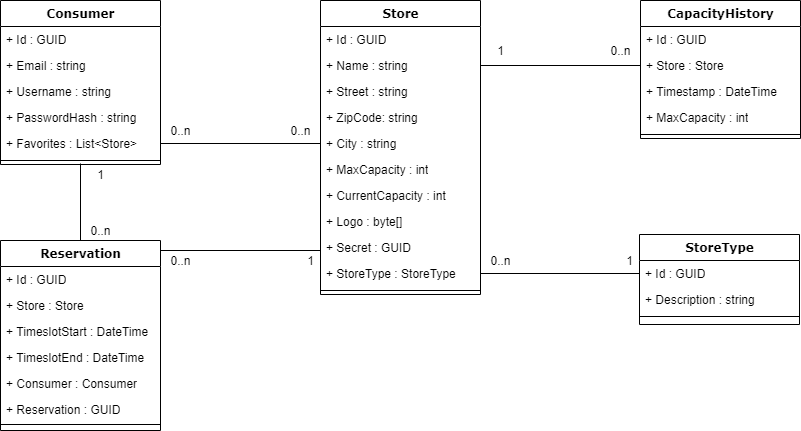 Consumer
+ Id : GUID
+ Email : string
+ Username : string
+ PasswordHash : string
+ Favorites : List<Store>
Store
+ Id : GUID
+ Name : string
+ Street : string
+ ZipCode: string
+ City : string
+ MaxCapacity : int
+ CurrentCapacity : int
+ Logo : byte[]
+ Secret : GUID
+ StoreType : StoreType
CapacityHistory
+ Id : GUID
+ Store : Store
+ Timestamp : DateTime
+ MaxCapacity : int
1
0..n
0..n
0..n
1
0..n
Reservation
+ Id : GUID
+ Store : Store
+ TimeslotStart : DateTime
+ TimeslotEnd : DateTime
+ Consumer : Consumer
+ Reservation : GUID
0..n
1
0..n
1
StoreType
+ Id : GUID
+ Description : string